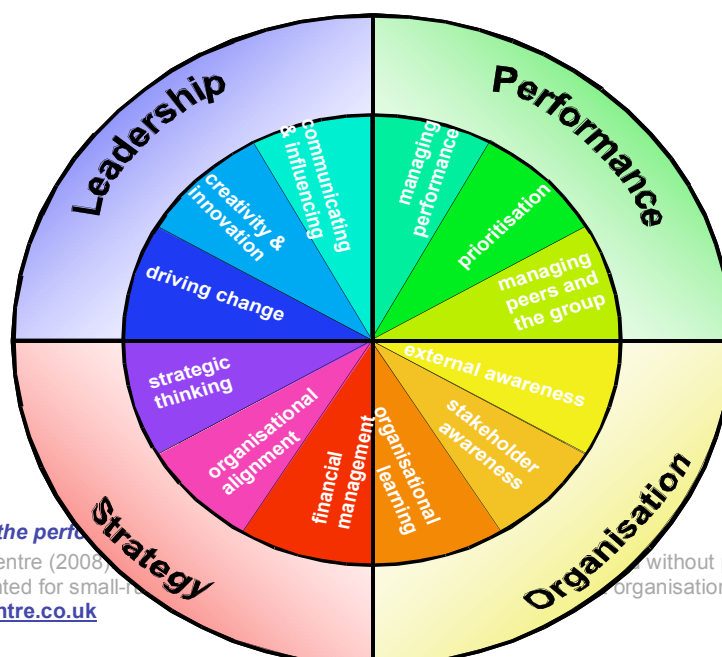 Leadership
Performance
communicating
& influencing
managing
performance
creativity &
innovation
prioritisation
driving change
managing
peers and
the group
strategic
thinking
external awareness
organisational
alignment
stakeholder
awareness
financial
management
organisational
learning
Strategy
Organisation
the perfo
entre (2008)
d without p
nted for small-r
organisation
ntre.co.uk